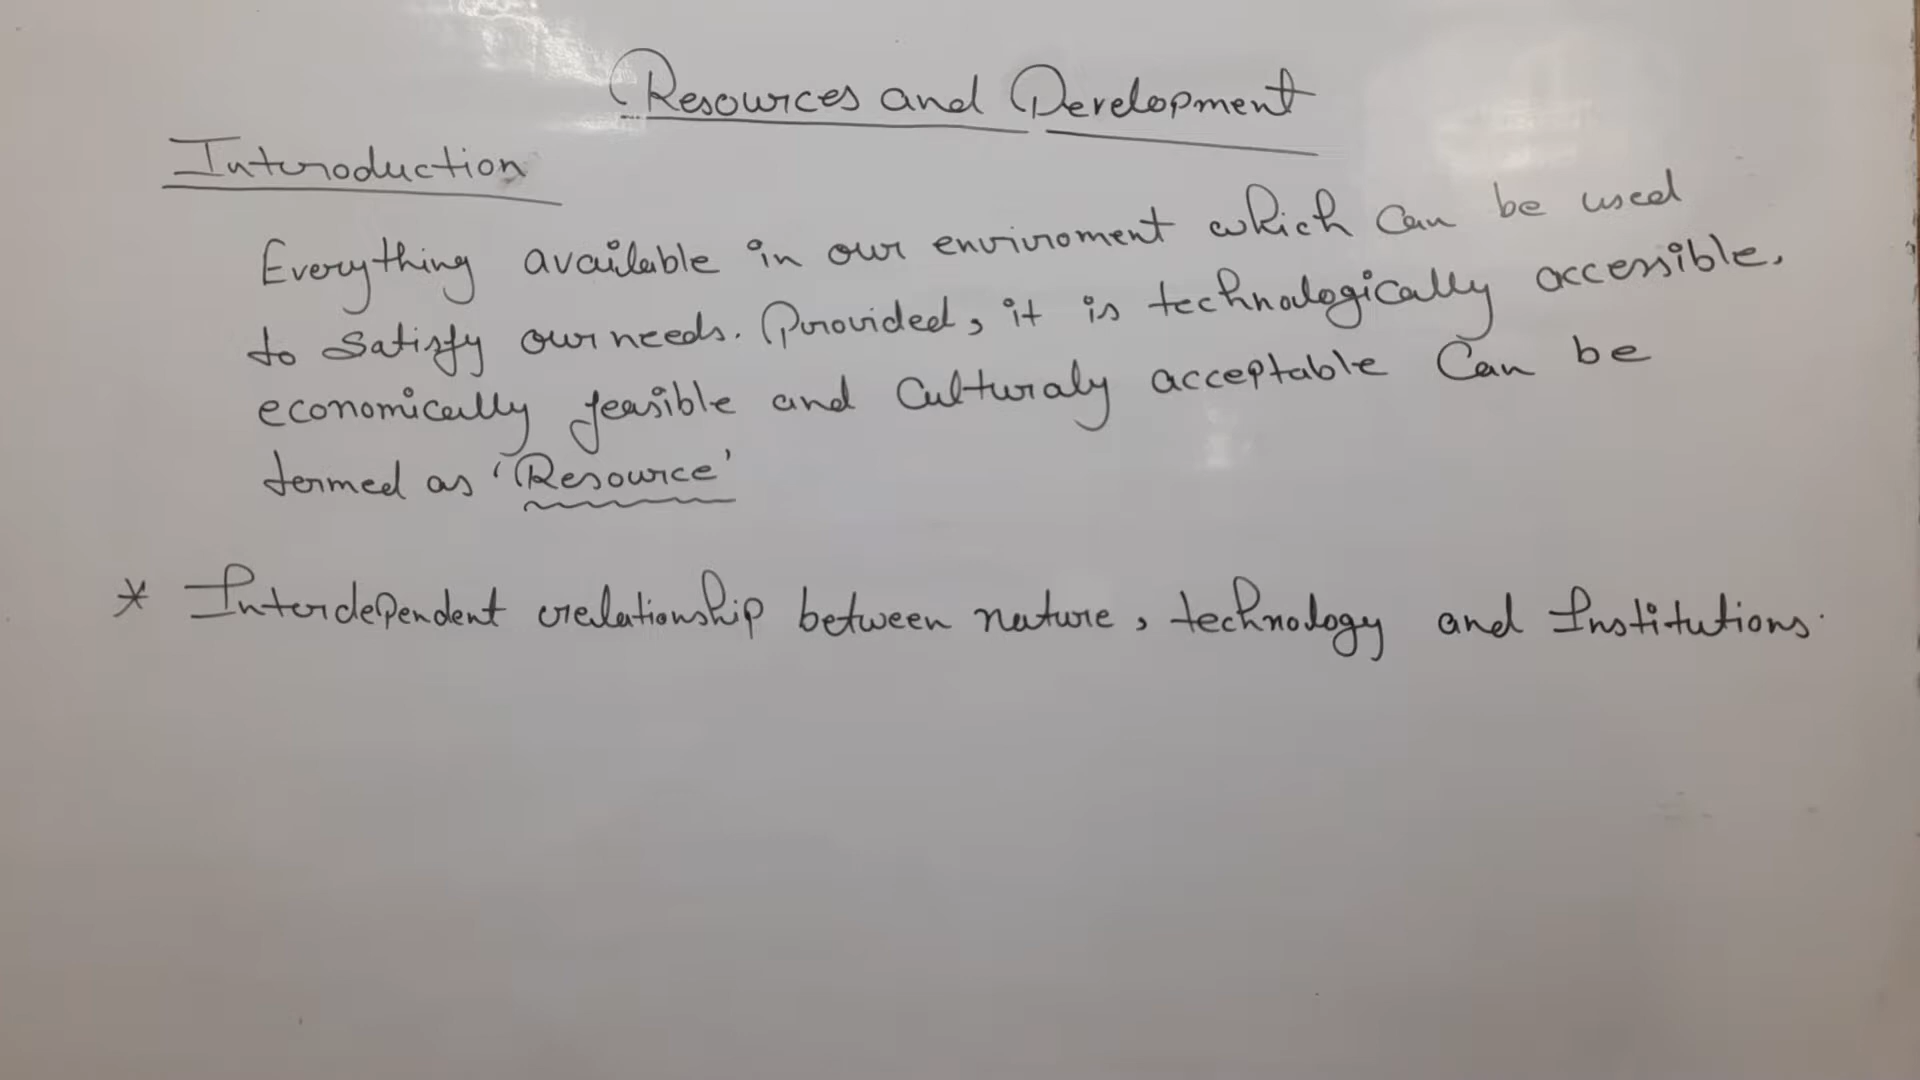 Resources and Development
Introduction
Everything available in our enviroment which can be used
to satisfy our needs. Provided, it is technologically accessible,
economically feasible and Culturaly acceptable Can be
termed as 'Resource'
* Interdependent relationship between nature, technology and Institutions.